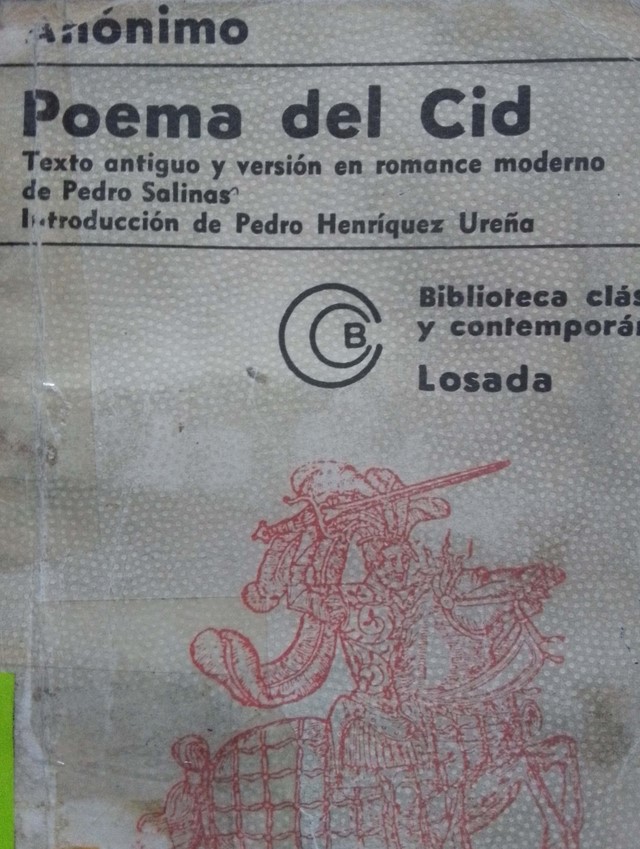 Anónimo
Poema del Cid
Texto antiguo y versión en romance moderno
de Pedro Salinas
Introducción de Pedro Henríquez Ureña
B
Biblioteca clás
y contemporán
Losada